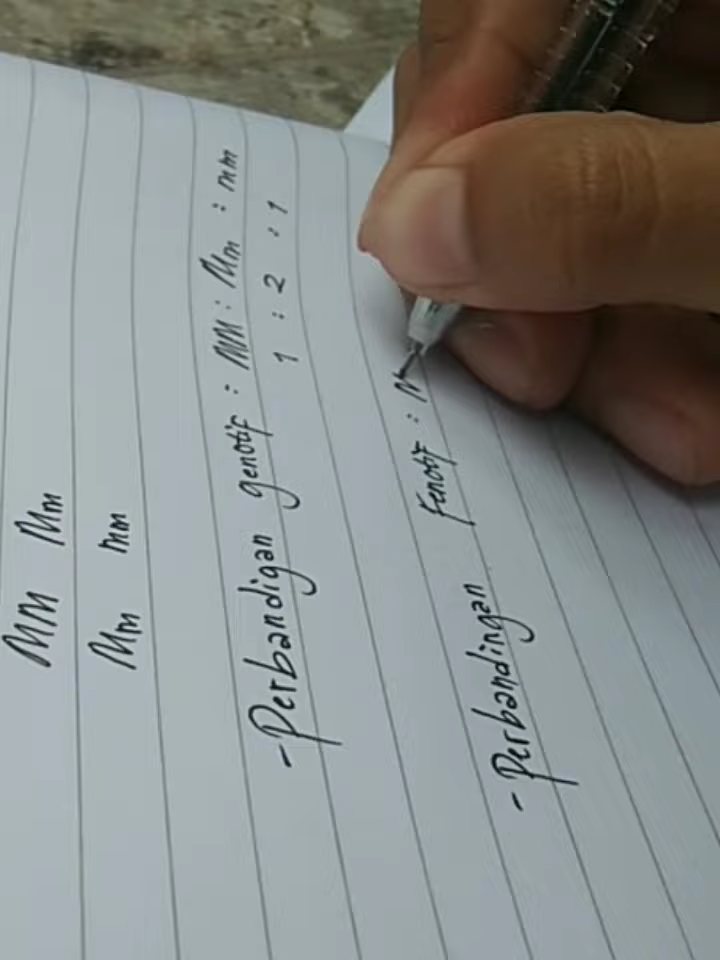 MM Mm
Mm mm
- Perbandigan genotif : MM : Mm : mm
1 : 2 : 1
- Perbandingan Fenotif : M